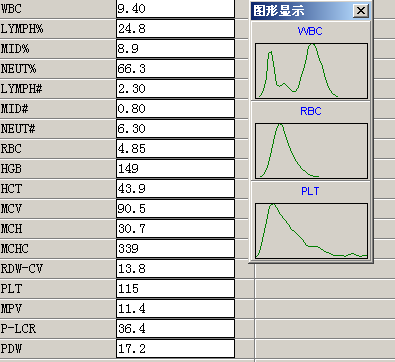 WBC 9.40
LYMPH% 24.8
MID% 8.9
NEUT% 66.3
LYMPH# 2.30
MID# 0.80
NEUT# 6.30
RBC 4.85
HGB 149
HCT 43.9
MCV 90.5
MCH 30.7
MCHC 339
RDW-CV 13.8
PLT 115
MPV 11.4
P-LCR 36.4
PDW 17.2
图形显示
WBC
RBC
PLT